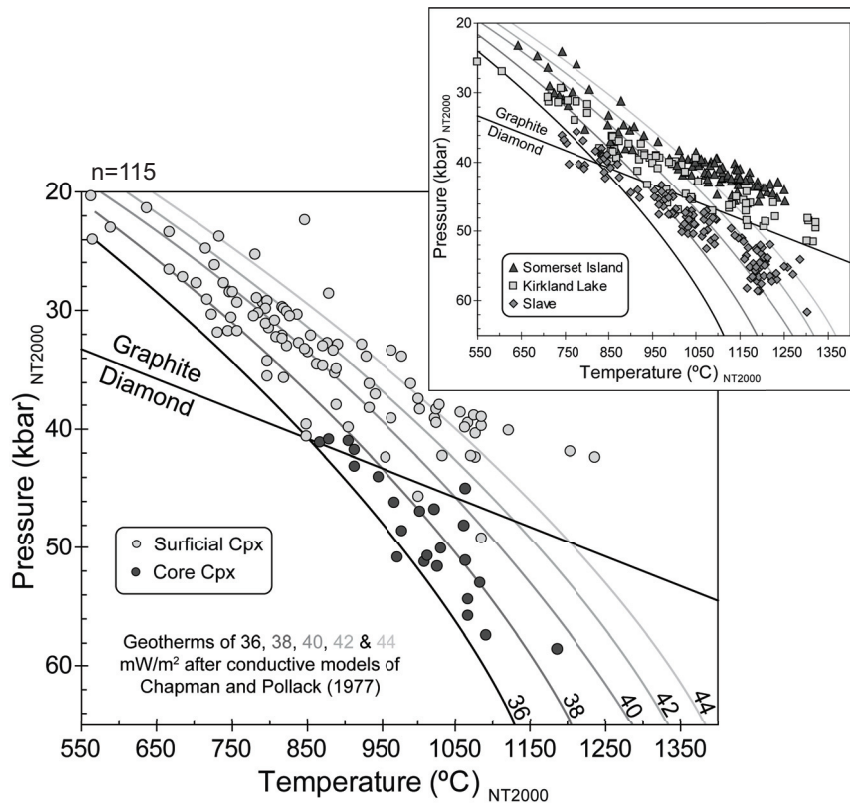 n=115
20
30
40
50
60
Pressure (kbar) NT2000
Graphite
Diamond
Surficial Cpx
Core Cpx
Geotherms of 36, 38, 40, 42 & 44
mW/m² after conductive models of
Chapman and Pollack (1977)
36
38
40
42
44
550 650 750 850 950 1050 1150 1250 1350
Temperature (ºC) NT2000
20
30
40
50
60
Pressure (kbar) NT2000
Graphite
Diamond
Somerset Island
Kirkland Lake
Slave
550 650 750 850 950 1050 1150 1250 1350
Temperature (ºC) NT2000